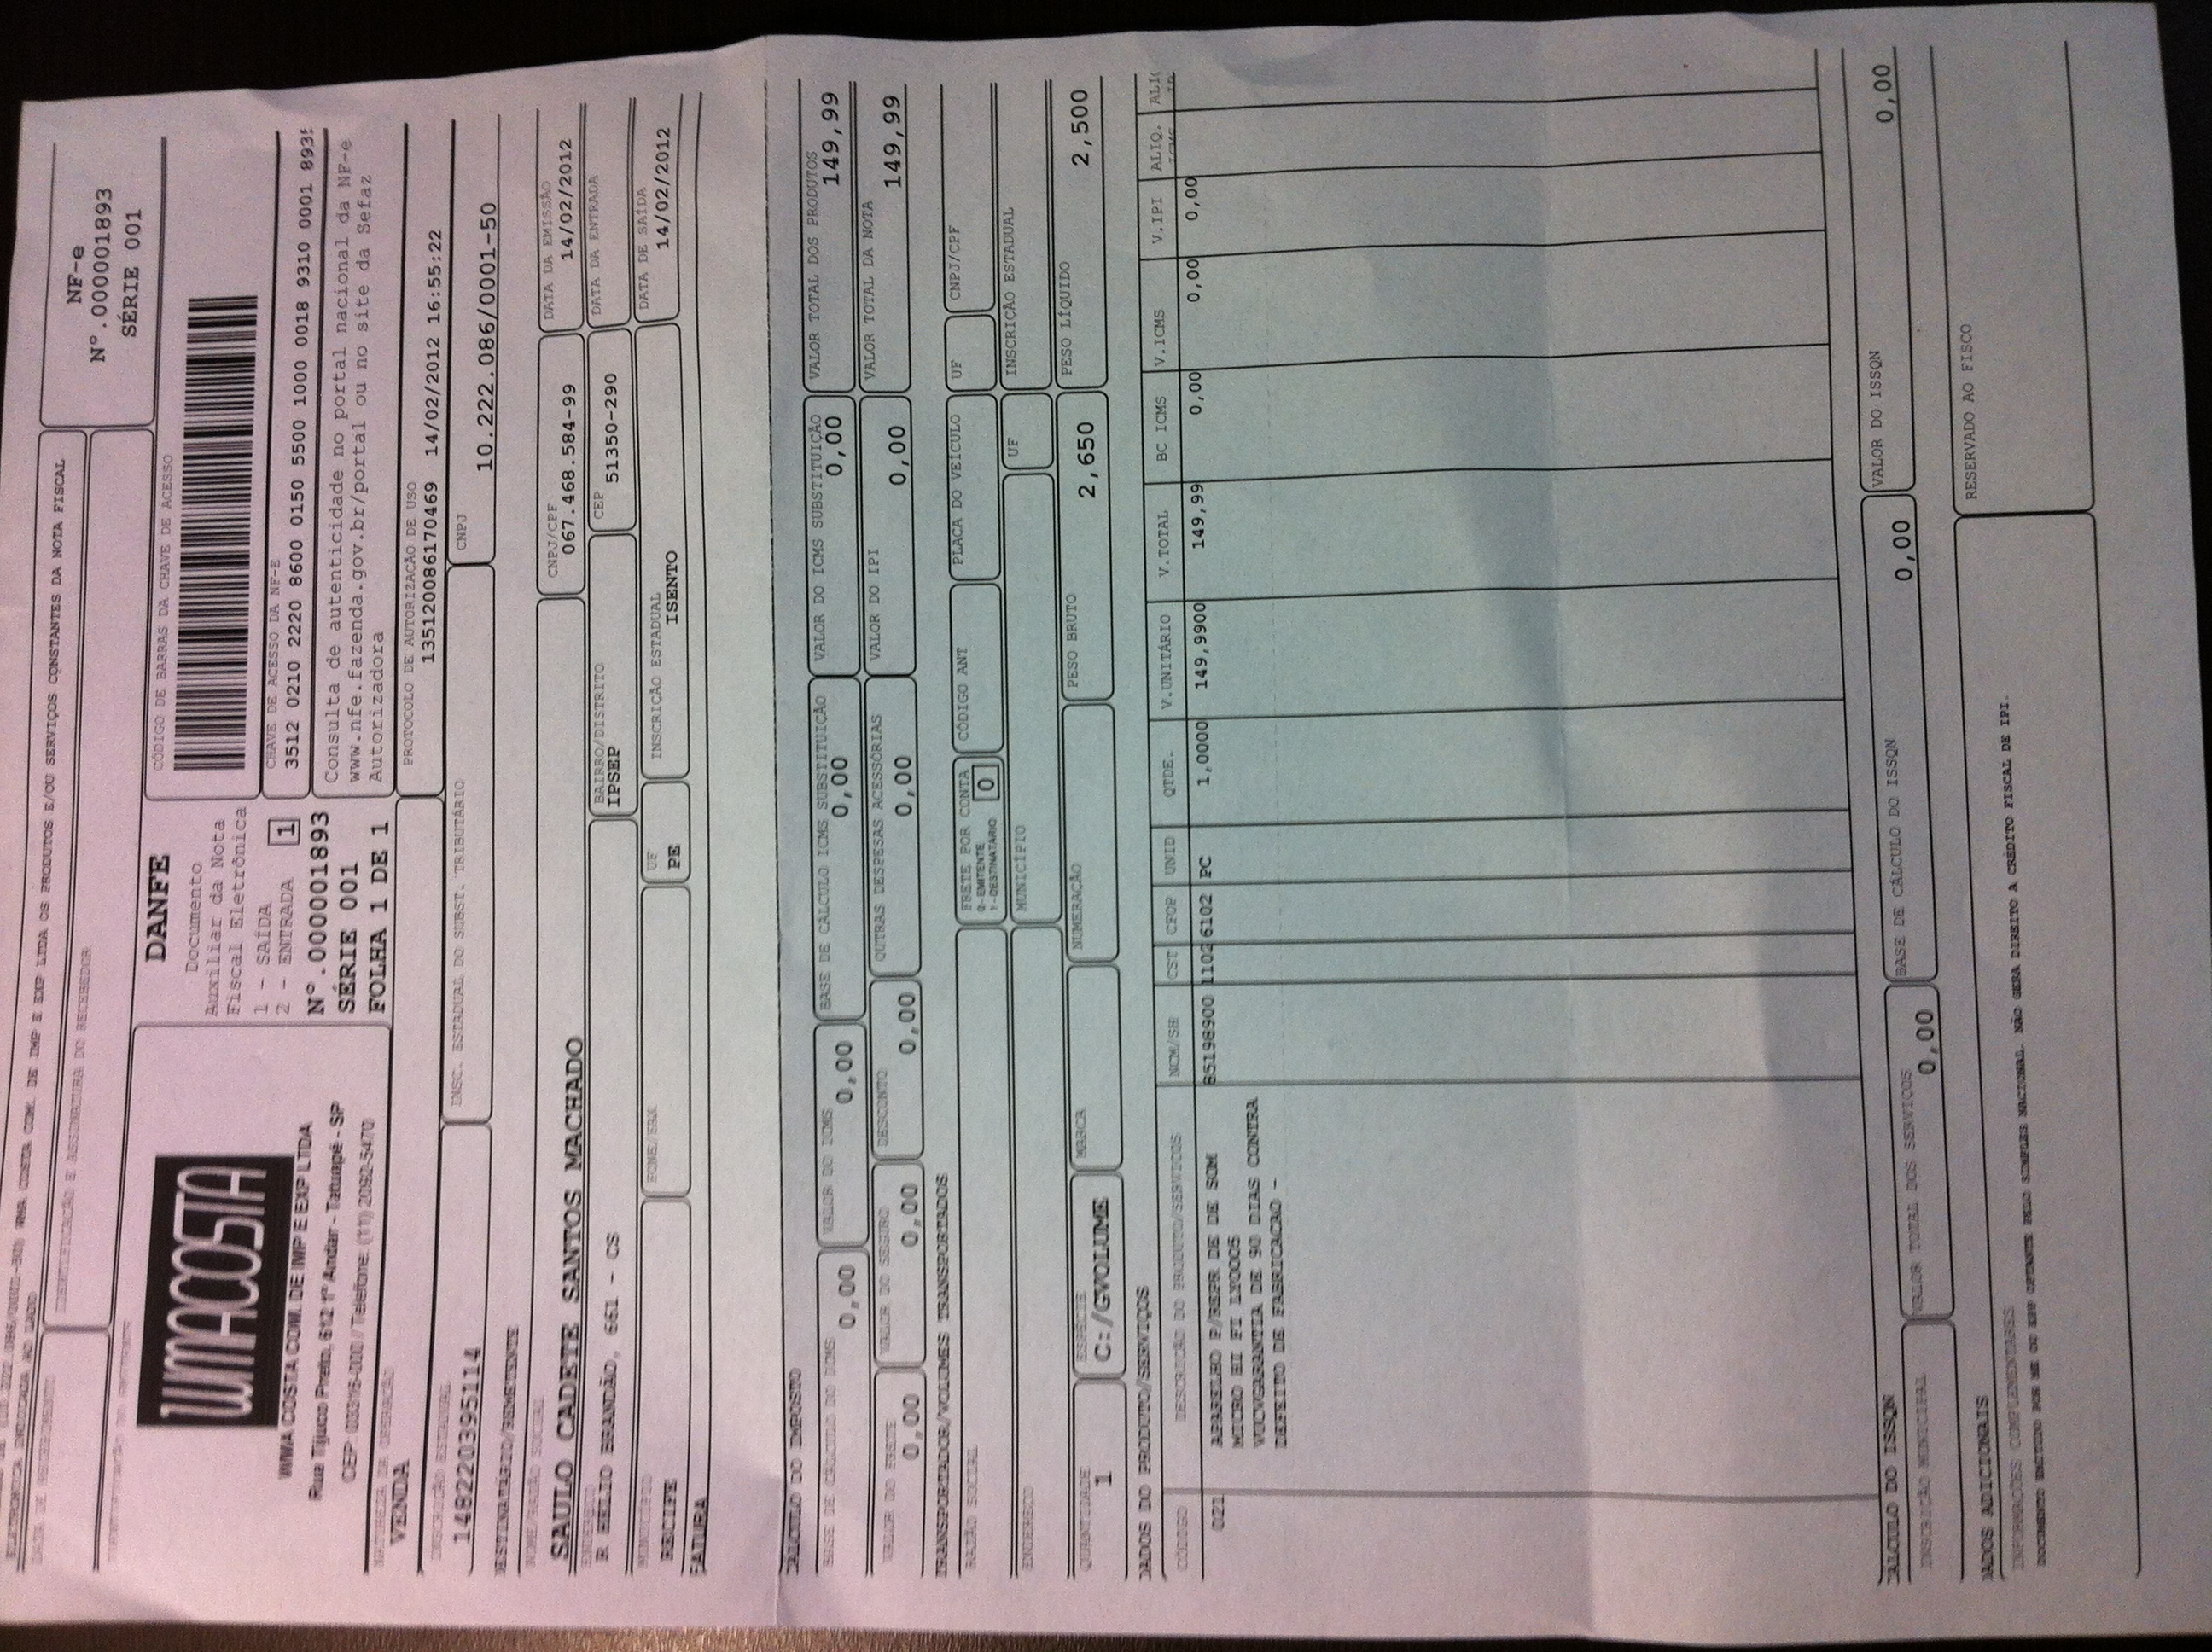 (10.222.086/0001-50) WMA COSTA COM. DE IMP E EXP LTDA OS PRODUTOS E/OU SERVIÇOS CONSTANTES DA NOTA FISCAL
ELETRONICA INDICADA AO LADO
DATA DE RECEBIMENTO
IDENTIFICAÇÃO E ASSINATURA DO RECEBEDOR
NF-e
Nº.000001893
SÉRIE 001
IDENTIFICAÇÃO DO EMITENTE
WMACOSTA
WMA COSTA COM. DE IMP E EXP LTDA
Rua Tijuco Preto, 612 1º Andar - Tatuapé - SP
CEP: 03316-000 / Telefone: (11) 2092-5470
DANFE
Documento
Auxiliar da Nota
Fiscal Eletrônica
1 - SAÍDA
2 - ENTRADA 1
Nº.000001893
SÉRIE 001
FOLHA 1 DE 1
CÓDIGO DE BARRAS DA CHAVE DE ACESSO
CHAVE DE ACESSO DA NF-E
3512 0210 2220 8600 0150 5500 1000 0018 9310 0001 893
Consulta de autenticidade no portal nacional da NF-e
www.nfe.fazenda.gov.br/portal ou no site da Sefaz
Autorizadora
NATUREZA DA OPERAÇÃO
VENDA
PROTOCOLO DE AUTORIZAÇÃO DE USO
135120086170469 14/02/2012 16:55:22
INSCRIÇÃO ESTADUAL
148220395114
INSC. ESTADUAL DO SUBST. TRIBUTÁRIO
CNPJ
10.222.086/0001-50
DESTINATÁRIO/REMETENTE
NOME/RAZÃO SOCIAL
SAULO CADETE SANTOS MACHADO
CNPJ/CPF
067.468.584-99
DATA DA EMISSÃO
14/02/2012
ENDEREÇO
R HELIO BRANDÃO, 661 - CS
BAIRRO/DISTRITO
IPSEP
CEP
51350-290
DATA DA ENTRADA
MUNICÍPIO
RECIFE
FONE/FAX
UF
PE
INSCRIÇÃO ESTADUAL
ISENTO
DATA DE SAÍDA
14/02/2012
FATURA
CÁLCULO DO IMPOSTO
BASE DE CÁLCULO DO ICMS
0,00
VALOR DO ICMS
0,00
BASE DE CÁLCULO ICMS SUBSTITUIÇÃO
0,00
VALOR DO ICMS SUBSTITUIÇÃO
0,00
VALOR TOTAL DOS PRODUTOS
149,99
VALOR DO FRETE
0,00
VALOR DO SEGURO
0,00
DESCONTO
0,00
OUTRAS DESPESAS ACESSÓRIAS
0,00
VALOR DO IPI
0,00
VALOR TOTAL DA NOTA
149,99
TRANSPORTADOR/VOLUMES TRANSPORTADOS
RAZÃO SOCIAL
FRETE POR CONTA
0-EMITENTE
1-DESTINATÁRIO 0
CÓDIGO ANT
PLACA DO VEÍCULO
UF
CNPJ/CPF
ENDEREÇO
MUNICÍPIO
UF
INSCRIÇÃO ESTADUAL
QUANTIDADE
1
ESPÉCIE
C:/GVOLUME
MARCA
NUMERAÇÃO
PESO BRUTO
2,650
PESO LÍQUIDO
2,500
DADOS DO PRODUTO/SERVIÇOS
CÓDIGO DESCRIÇÃO DO PRODUTO/SERVICOS NCM/SH CST CFOP UNID QTDE. V.UNITÁRIO V.TOTAL BC ICMS V.ICMS V.IPI ALIQ. ICMS ALI
021 APARELHO P/REPR DE DE SOM 85198900 1102 6102 PC 1,0000 149,9900 149,99 0,00 0,00 0,00
MICRO HI FI LY0005
VUCVGARANTIA DE 90 DIAS CONTRA
DEFEITO DE FABRICACAO -
CÁLCULO DO ISSQN
INSCRIÇÃO MUNICIPAL
VALOR TOTAL DOS SERVICOS
0,00
BASE DE CÁLCULO DO ISSQN
0,00
VALOR DO ISSQN
0,00
DADOS ADICIONAIS
INFORMAÇÕES COMPLEMENTARES
DOCUMENTO EMITIDO POR ME OU EPP OPTANTE PELO SIMPLES NACIONAL. NÃO GERA DIREITO A CRÉDITO FISCAL DE IPI.
RESERVADO AO FISCO